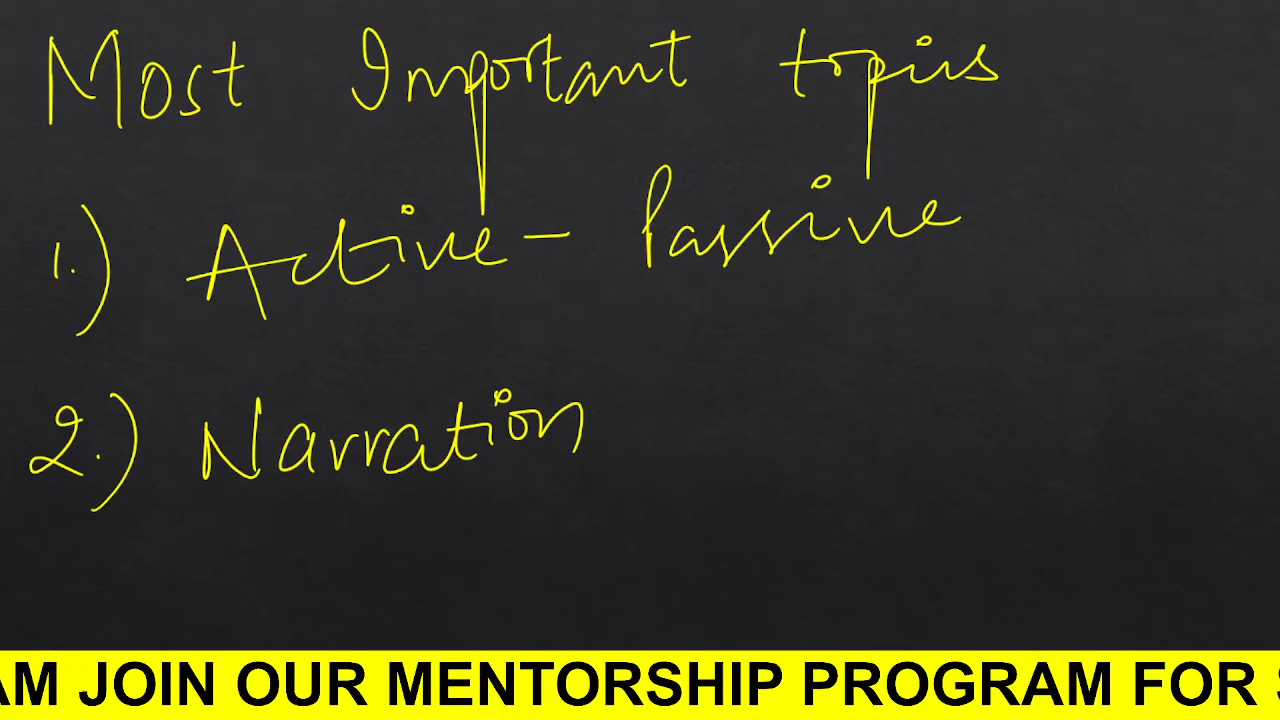 Most Important topics
1.) Active - Passive
2.) Narration
AM JOIN OUR MENTORSHIP PROGRAM FOR